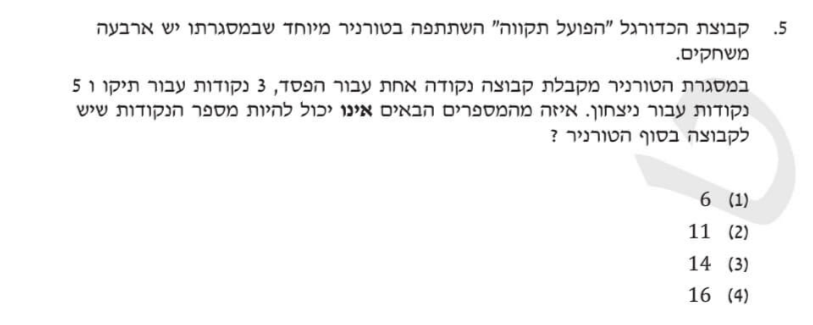 5. קבוצת הכדורגל "הפועל תקווה" השתתפה בטורניר מיוחד שבמסגרתו יש ארבעה
משחקים.
במסגרת הטורניר מקבלת קבוצה נקודה אחת עבור הפסד, 3 נקודות עבור תיקו ו 5
נקודות עבור ניצחון. איזה מהמספרים הבאים אינו יכול להיות מספר הנקודות שיש
לקבוצה בסוף הטורניר ?
(1) 6
(2) 11
(3) 14
(4) 16